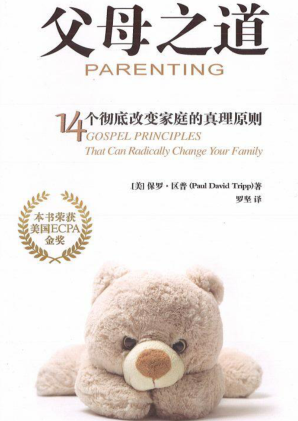 父母之道
PARENTING
14个彻底改变家庭的真理原则
GOSPEL PRINCIPLES
That Can Radically Change Your Family
[美] 保罗·区普 (Paul David Tripp)著
罗坚 译
本书荣获
美国ECPA
金奖